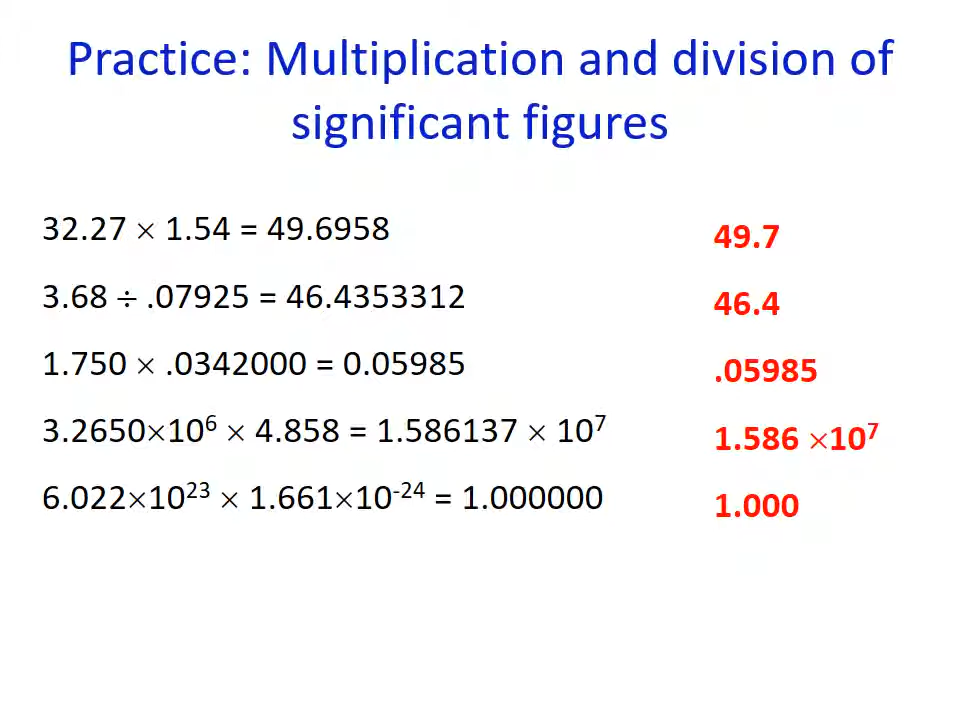 Practice: Multiplication and division of
significant figures
32.27 × 1.54 = 49.6958 49.7
3.68 ÷ .07925 = 46.4353312 46.4
1.750 × .0342000 = 0.05985 .05985
3.2650×10⁶ × 4.858 = 1.586137 × 10⁷ 1.586 ×10⁷
6.022×10²³ × 1.661×10⁻²⁴ = 1.000000 1.000